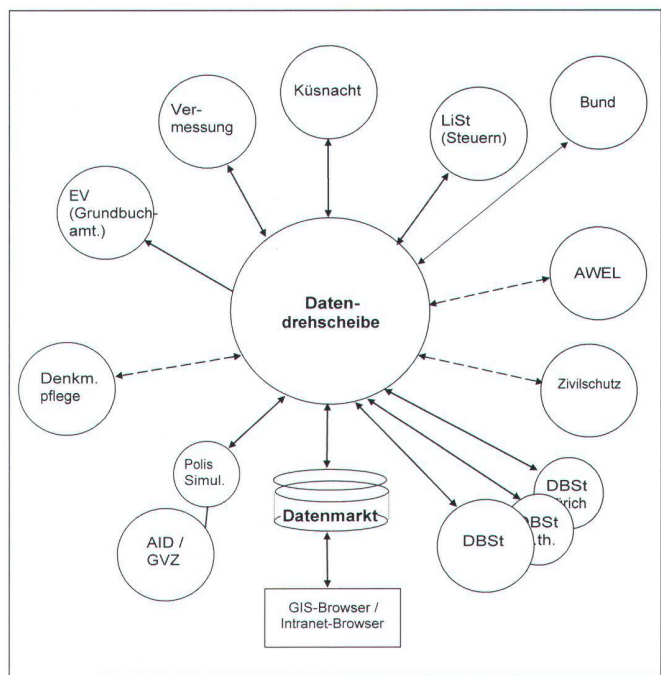 Küsnacht
Ver-
messung
LiSt
(Steuern)
Bund
EV
(Grundbuch-
amt.)
Daten-
drehscheibe
AWEL
Denkm.
pflege
Zivilschutz
Polis
Simul.
AID /
GVZ
Datenmarkt
DBSt
DBSt
DBSt
GIS-Browser /
Intranet-Browser